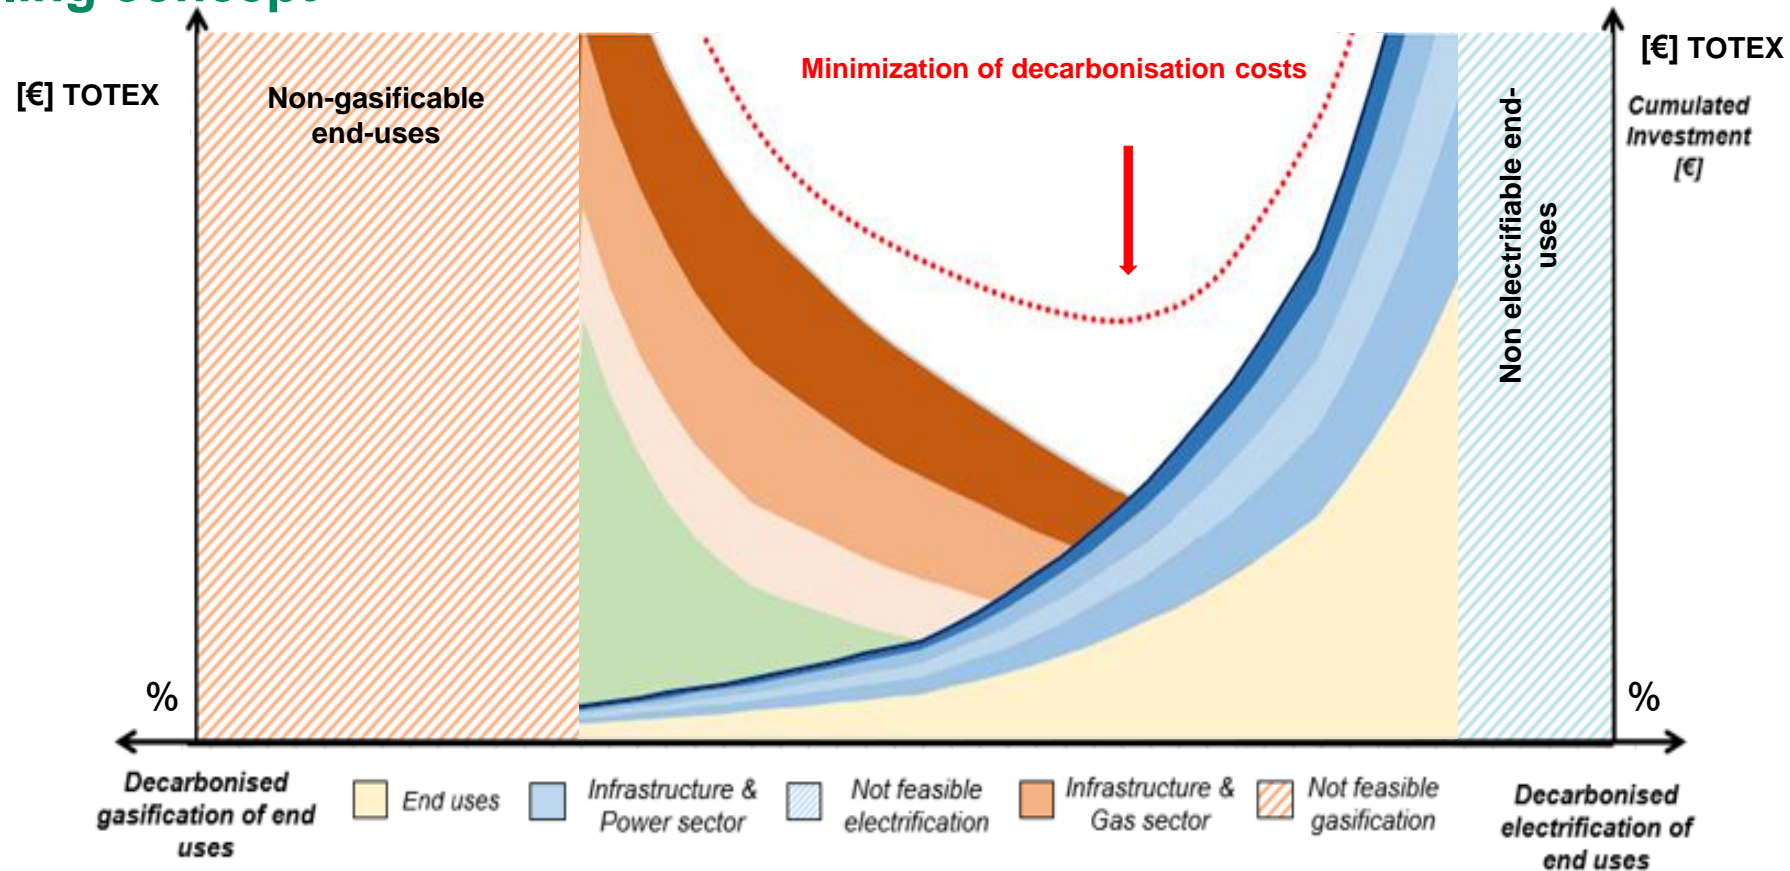 concept
[€] TOTEX
Non-gasificable
end-uses
Minimization of decarbonisation costs
[€] TOTEX
Cumulated
Investment
[€]
Non electrifiable end-
uses
%
%
Decarbonised
gasification of end
uses
End uses
Infrastructure &
Power sector
Not feasible
electrification
Infrastructure &
Gas sector
Not feasible
gasification
Decarbonised
electrification of
end uses